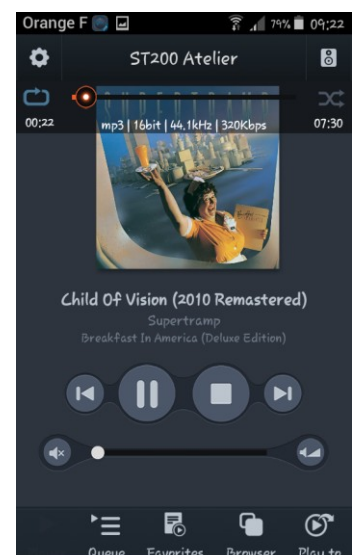 Orange F 79% 09:22
ST200 Atelier
SUPERTRAMP
00:22 mp3 | 16bit | 44.1kHz | 320Kbps 07:30
Child Of Vision (2010 Remastered)
Supertramp
Breakfast In America (Deluxe Edition)
Queue Favorites Browser Play to